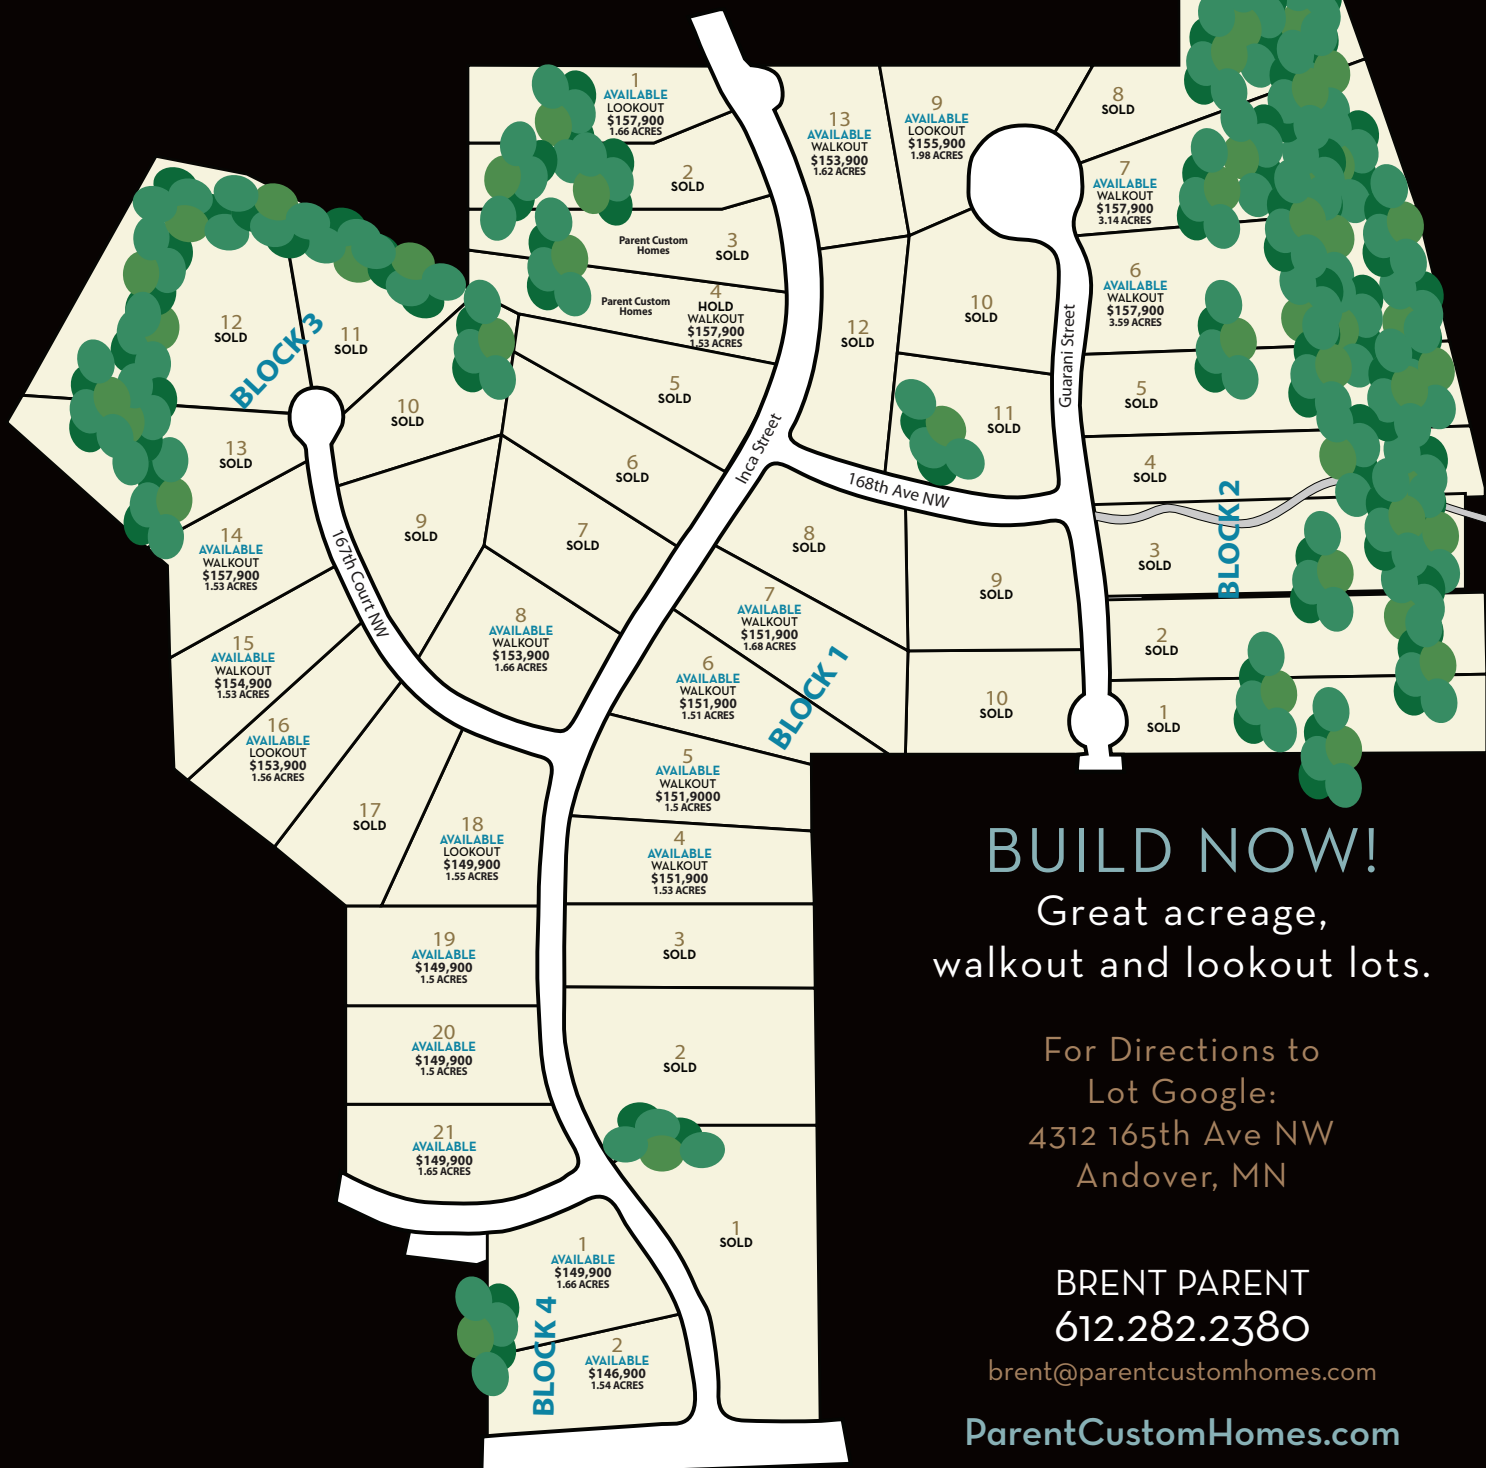 1
AVAILABLE
LOOKOUT
$157,900
1.66 ACRES
2
SOLD
Parent Custom
Homes
3
SOLD
Parent Custom
Homes
4
HOLD
WALKOUT
$157,900
1.53 ACRES
5
SOLD
6
SOLD
7
SOLD
8
AVAILABLE
WALKOUT
$153,900
1.66 ACRES
9
SOLD
10
SOLD
11
SOLD
12
SOLD
BLOCK 3
13
SOLD
14
AVAILABLE
WALKOUT
$157,900
1.53 ACRES
15
AVAILABLE
WALKOUT
$154,900
1.53 ACRES
16
AVAILABLE
LOOKOUT
$153,900
1.56 ACRES
17
SOLD
18
AVAILABLE
LOOKOUT
$149,900
1.55 ACRES
19
AVAILABLE
$149,900
1.5 ACRES
20
AVAILABLE
$149,900
1.5 ACRES
21
AVAILABLE
$149,900
1.65 ACRES
167th Court NW
Inca Street
168th Ave NW
Guarani Street
13
AVAILABLE
WALKOUT
$153,900
1.62 ACRES
9
AVAILABLE
LOOKOUT
$155,900
1.98 ACRES
8
SOLD
7
AVAILABLE
WALKOUT
$157,900
3.14 ACRES
6
AVAILABLE
WALKOUT
$157,900
3.59 ACRES
5
SOLD
4
SOLD
BLOCK 2
3
SOLD
2
SOLD
1
SOLD
10
SOLD
11
SOLD
12
SOLD
8
SOLD
9
SOLD
10
SOLD
7
AVAILABLE
WALKOUT
$151,900
1.68 ACRES
6
AVAILABLE
WALKOUT
$151,900
1.51 ACRES
BLOCK 1
5
AVAILABLE
WALKOUT
$151,9000
1.5 ACRES
4
AVAILABLE
WALKOUT
$151,900
1.53 ACRES
3
SOLD
2
SOLD
1
SOLD
1
AVAILABLE
$149,900
1.66 ACRES
BLOCK 4
2
AVAILABLE
$146,900
1.54 ACRES
BUILD NOW!
Great acreage,
walkout and lookout lots.
For Directions to
Lot Google:
4312 165th Ave NW
Andover, MN
BRENT PARENT
612.282.2380
brent@parentcustomhomes.com
ParentCustomHomes.com